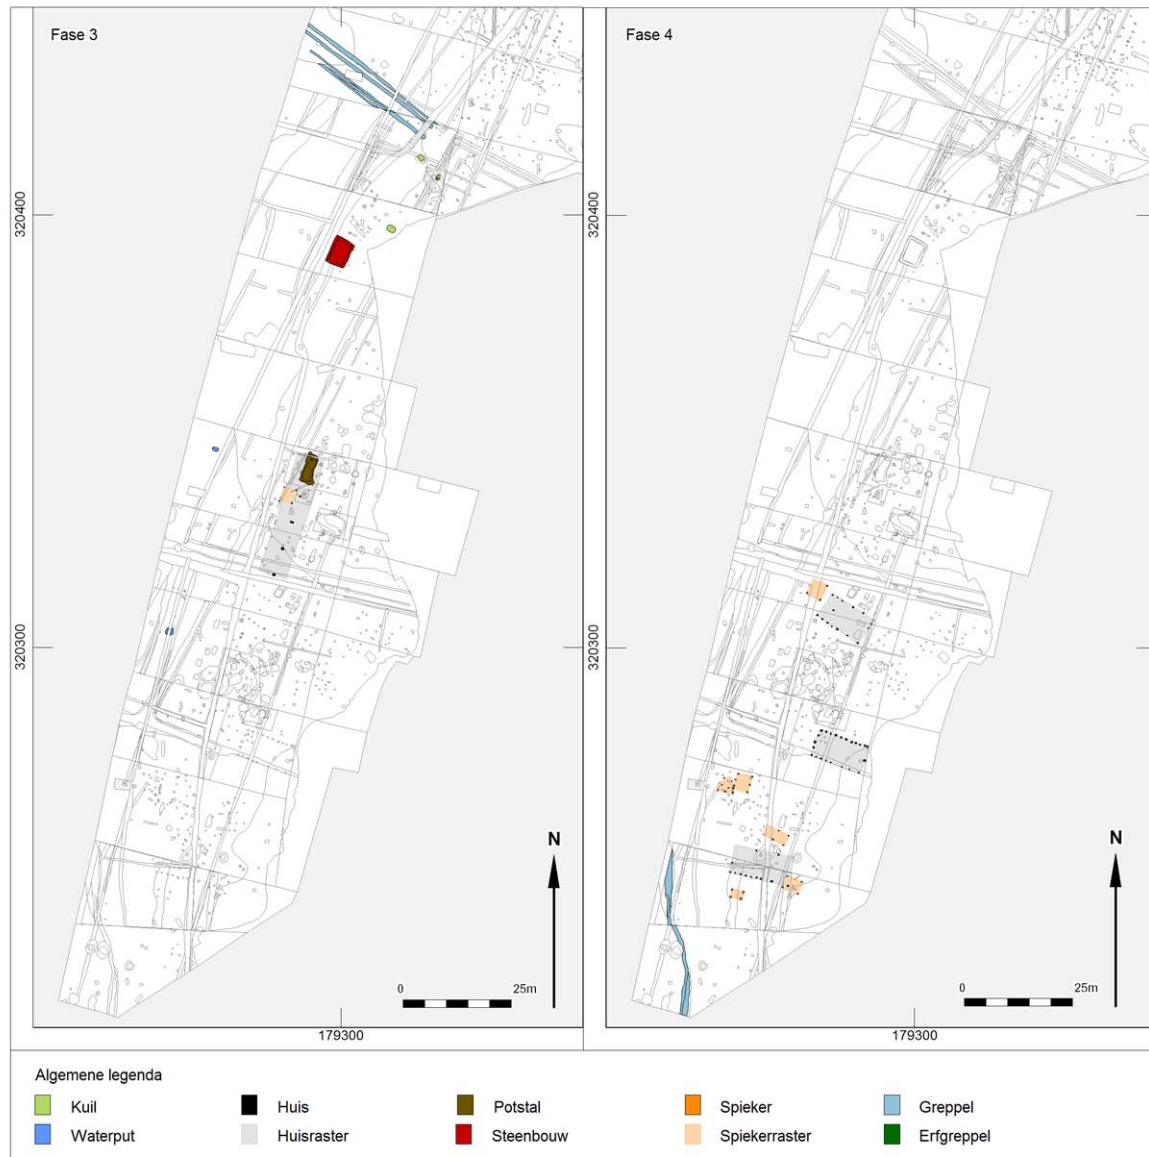 Fase 3
Fase 4
320400
320400
320300
320300
N
N
0 25m
0 25m
179300
179300
Algemene legenda
Kuil Huis Potstal Spieker Greppel
Waterput Huisraster Steenbouw Spiekerraster Erfgreppel